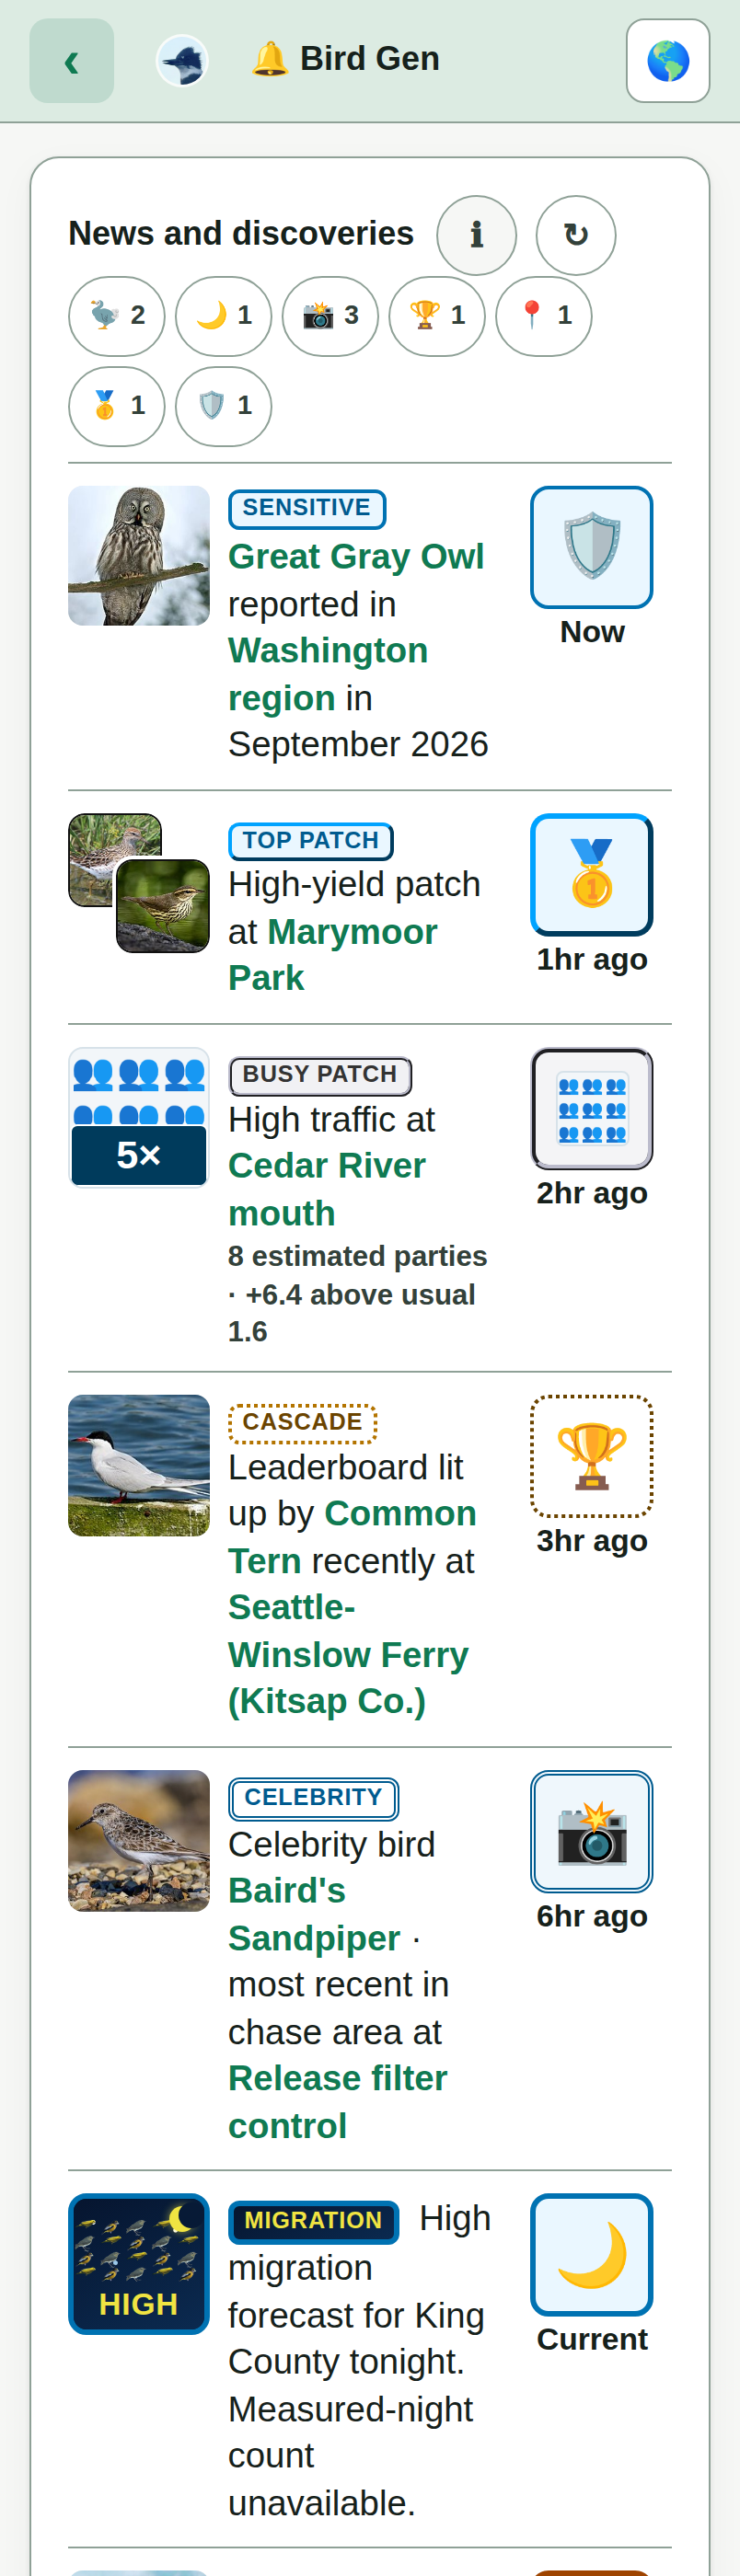 ‹ 🔔 Bird Gen
News and discoveries ℹ ↻
2 1 3 1 1
1 1
SENSITIVE
Great Gray Owl
reported in
Washington
region in
September 2026
Now
TOP PATCH
High-yield patch
at Marymoor
Park
1hr ago
5×
BUSY PATCH
High traffic at
Cedar River
mouth
8 estimated parties
· +6.4 above usual
1.6
2hr ago
CASCADE
Leaderboard lit
up by Common
Tern recently at
Seattle-
Winslow Ferry
(Kitsap Co.)
3hr ago
CELEBRITY
Celebrity bird
Baird's
Sandpiper ·
most recent in
chase area at
Release filter
control
6hr ago
HIGH
MIGRATION High
migration
forecast for King
County tonight.
Measured-night
count
unavailable.
Current